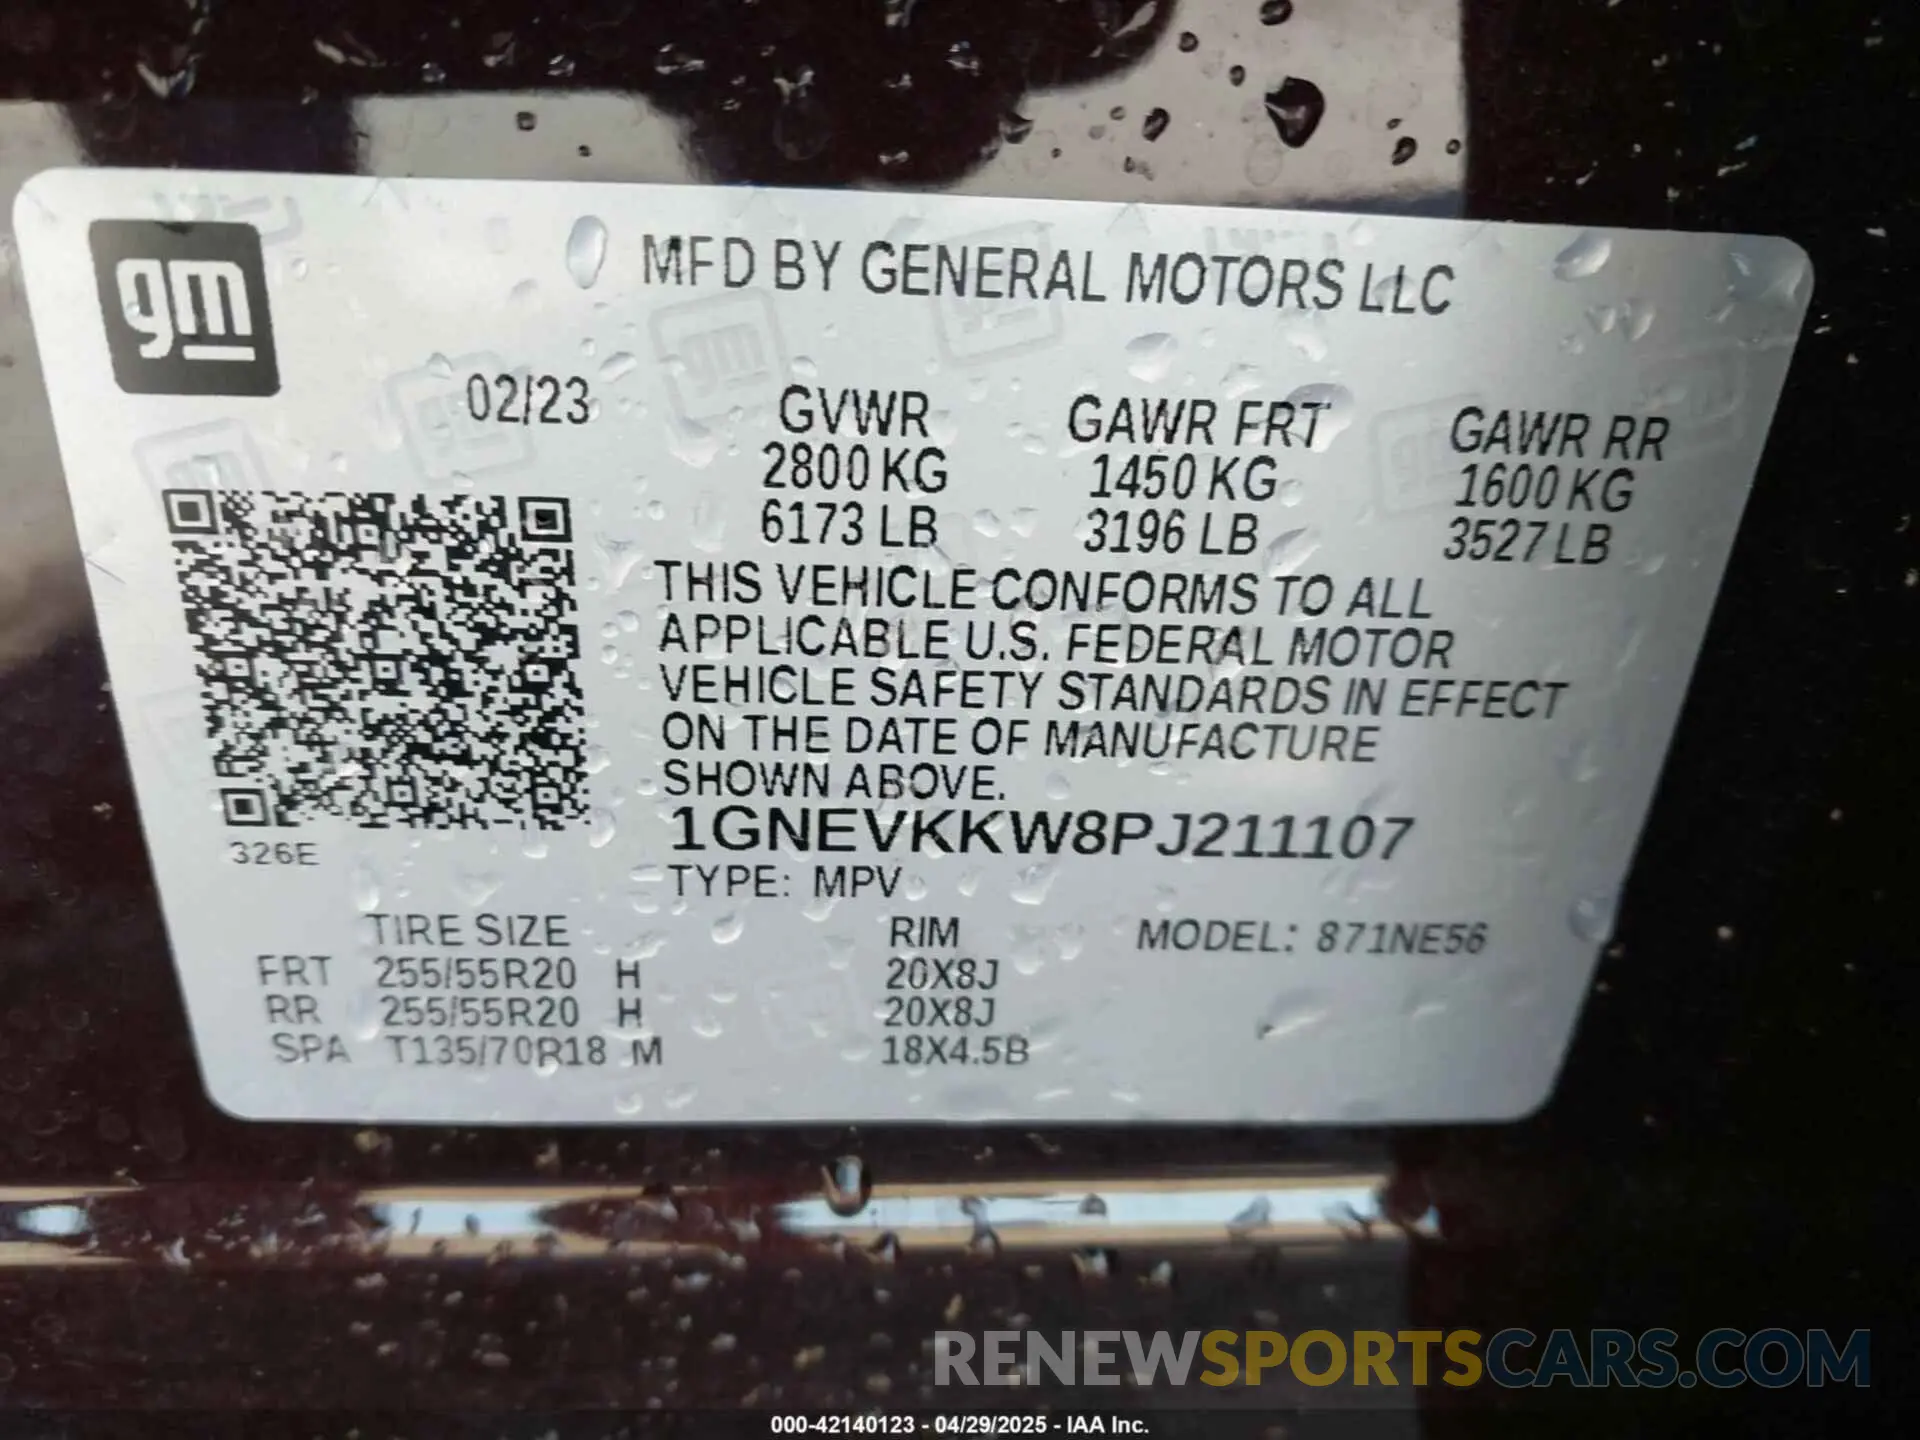 gm
MFD BY GENERAL MOTORS LLC
02/23 GVWR GAWR FRT GAWR RR
2800 KG 1450 KG 1600 KG
6173 LB 3196 LB 3527 LB
THIS VEHICLE CONFORMS TO ALL
APPLICABLE U.S. FEDERAL MOTOR
VEHICLE SAFETY STANDARDS IN EFFECT
ON THE DATE OF MANUFACTURE
SHOWN ABOVE.
1GNEVKKW8PJ211107
326E
TYPE: MPV
TIRE SIZE RIM MODEL: 871NE56
FRT 255/55R20 H 20X8J
RR 255/55R20 H 20X8J
SPA T135/70R18 M 18X4.5B
RENEWSPORTSCARS.COM
000-42140123 - 04/29/2025 - IAA Inc.